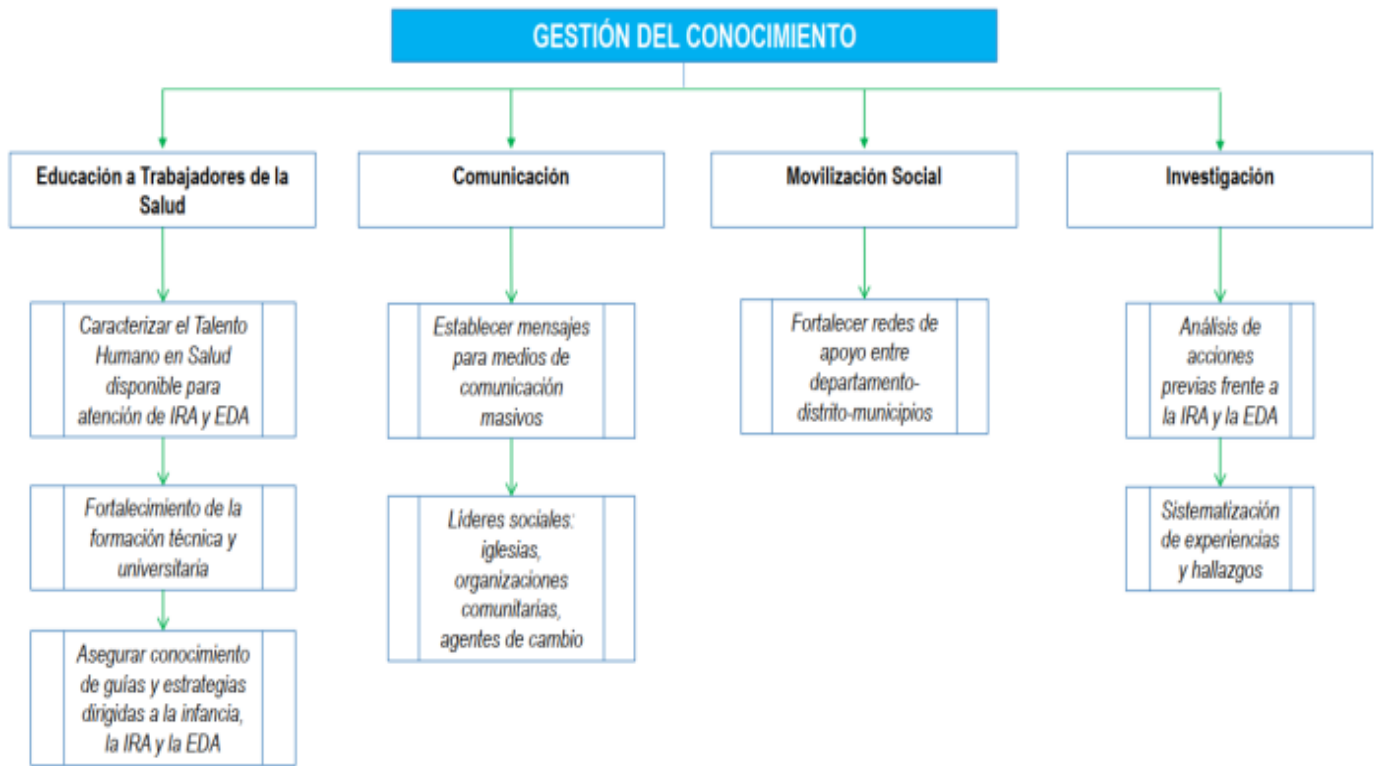 GESTIÓN DEL CONOCIMIENTO
Educación a Trabajadores de la
Salud
Caracterizar el Talento
Humano en Salud
disponible para
atención de IRA y EDA
Fortalecimiento de la
formación técnica y
universitaria
Asegurar conocimiento
de guías y estrategias
dirigidas a la infancia,
la IRA y la EDA
Comunicación
Establecer mensajes
para medios de
comunicación
masivos
Líderes sociales:
iglesias,
organizaciones
comunitarias,
agentes de cambio
Movilización Social
Fortalecer redes de
apoyo entre
departamento-
distrito-municipios
Investigación
Análisis de
acciones
previas frente a
la IRA y la EDA
Sistematización
de experiencias
y hallazgos